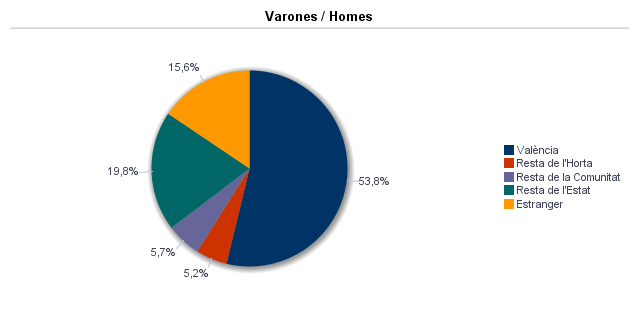 Varones / Homes
15,6%
19,8%
53,8%
5,7%
5,2%
València
Resta de l'Horta
Resta de la Comunitat
Resta de l'Estat
Estranger